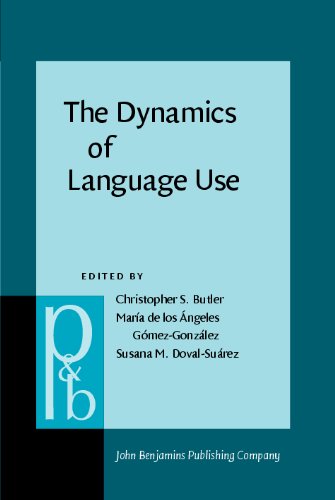 The Dynamics
of
Language Use
EDITED BY
Christopher S. Butler
María de los Ángeles
Gómez-González
Susana M. Doval-Suárez
p
&
b
John Benjamins Publishing Company